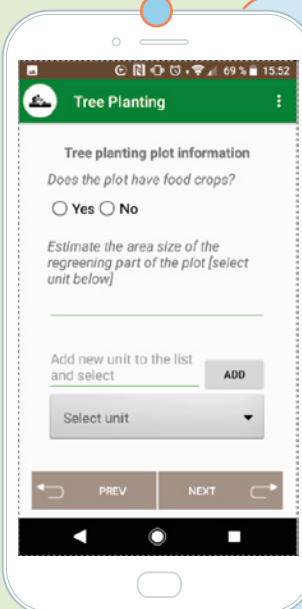 69 % 15:52
Tree Planting
Tree planting plot information
Does the plot have food crops?
Yes No
Estimate the area size of the
regreening part of the plot [select
unit below]
Add new unit to the list
and select
ADD
Select unit
PREV NEXT